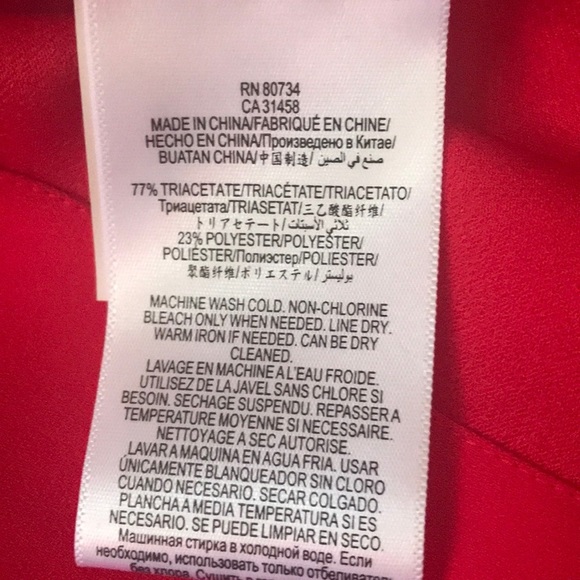 RN 80734
CA 31458
MADE IN CHINA/FABRIQUÉ EN CHINE/
HECHO EN CHINA/Произведено в Китае/
BUATAN CHINA/中国制造/ صنع في الصين/
77% TRIACETATE/TRIACÉTATE/TRIACETATO/
Триацетата/TRIASETAT/三乙酸酯纤维/
トリアセテート/ثلاثي الأسيتات/
23% POLYESTER/POLYESTER/
POLIÉSTER/Полиэстер/POLIESTER/
聚酯纤维/ポリエステル/بوليستر/
MACHINE WASH COLD. NON-CHLORINE
BLEACH ONLY WHEN NEEDED. LINE DRY.
WARM IRON IF NEEDED. CAN BE DRY
CLEANED.
LAVAGE EN MACHINE A L'EAU FROIDE.
UTILISEZ DE LA JAVEL SANS CHLORE SI
BESOIN. SECHAGE SUSPENDU. REPASSER A
TEMPERATURE MOYENNE SI NECESSAIRE.
NETTOYAGE A SEC AUTORISE.
LAVAR A MAQUINA EN AGUA FRIA. USAR
ÚNICAMENTE BLANQUEADOR SIN CLORO
CUANDO NECESARIO. SECAR COLGADO.
PLANCHA A MEDIA TEMPERATURA SI ES
NECESARIO. SE PUEDE LIMPIAR EN SECO.
Машинная стирка в холодной воде. Если
необходимо, использовать только отбеливатель
без хлора. Сушить